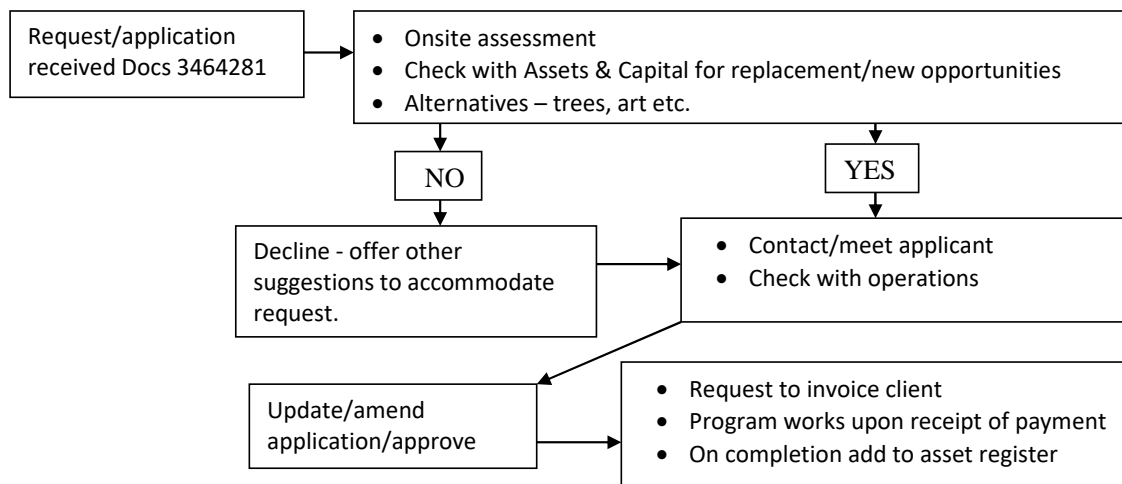 Request/application
received Docs 3464281
• Onsite assessment
• Check with Assets & Capital for replacement/new opportunities
• Alternatives – trees, art etc.
NO
YES
Decline - offer other
suggestions to accommodate
request.
• Contact/meet applicant
• Check with operations
Update/amend
application/approve
• Request to invoice client
• Program works upon receipt of payment
• On completion add to asset register